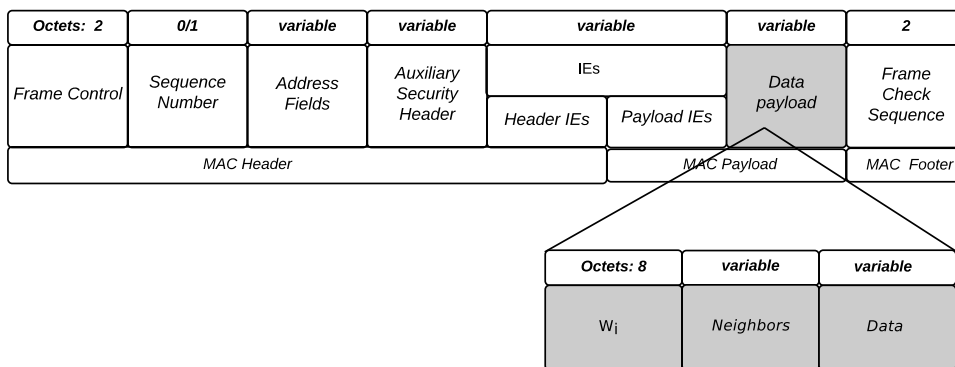 Octets: 2 0/1 variable variable variable variable 2
Frame Control
Sequence
Number
Address
Fields
Auxiliary
Security
Header
IEs
Header IEs Payload IEs
Data
payload
Frame
Check
Sequence
MAC Header MAC Payload MAC Footer
Octets: 8 variable variable
Wi Neighbors Data